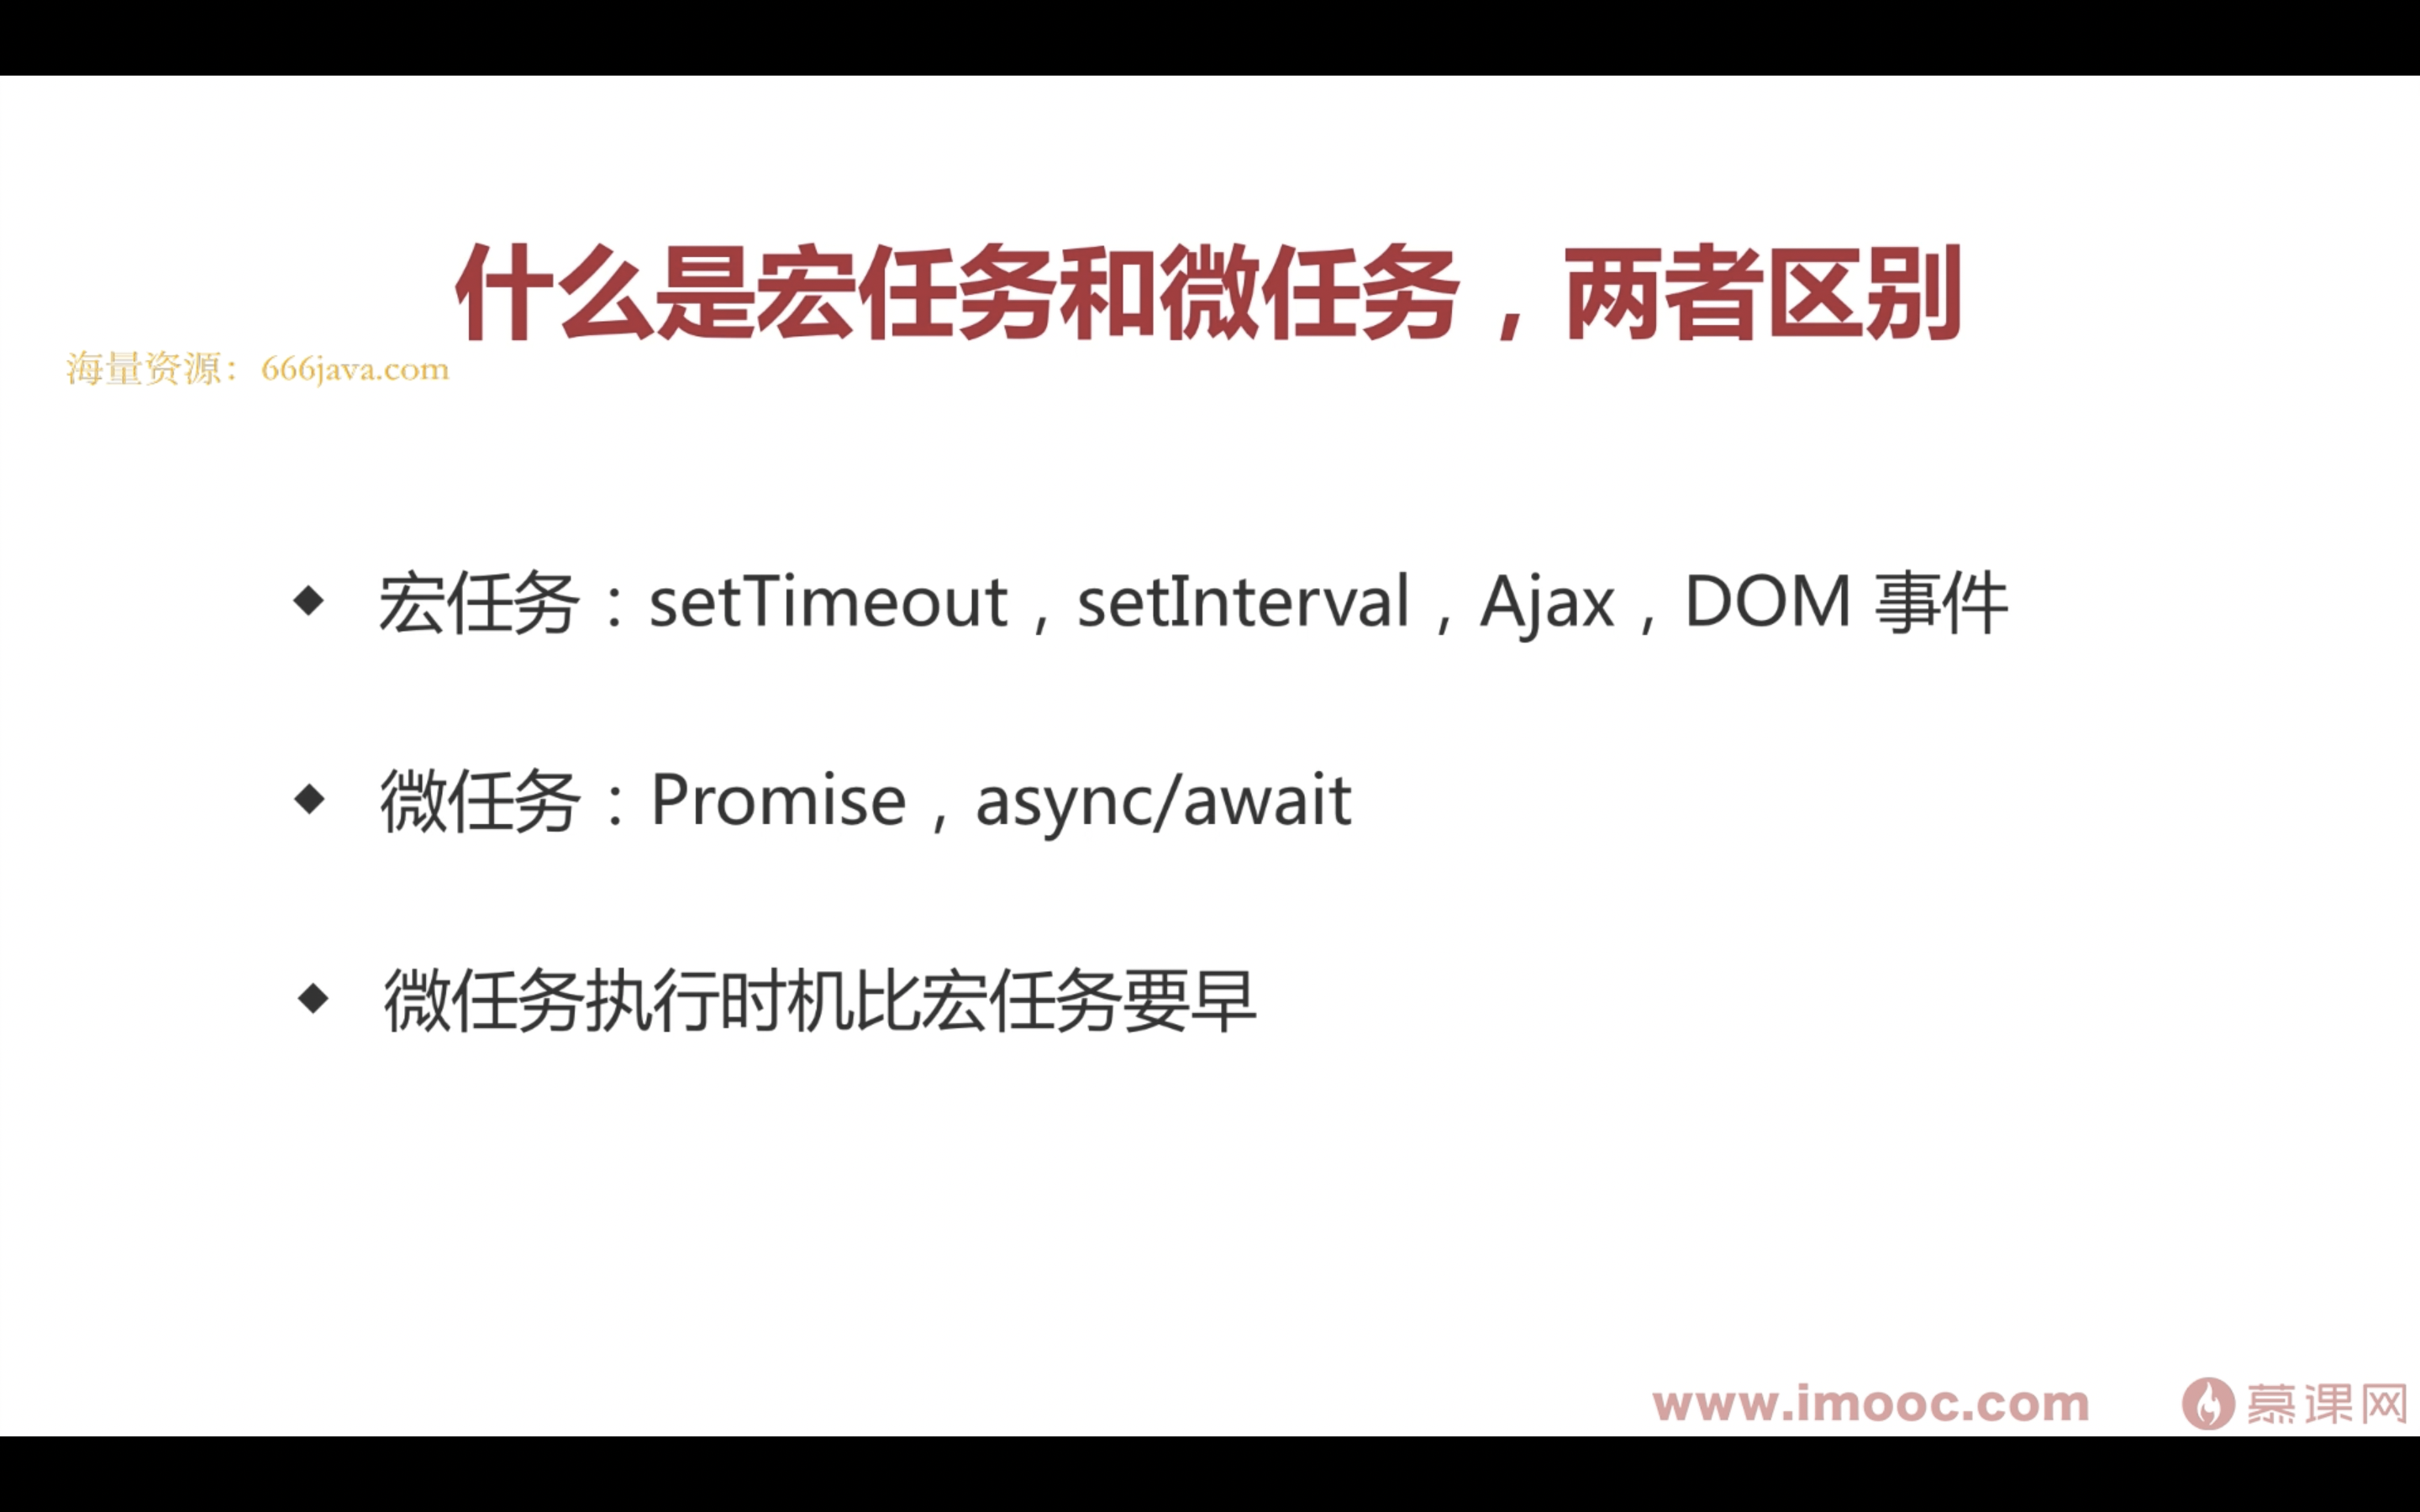 什么是宏任务和微任务，两者区别
海量资源：666java.com
◆ 宏任务：setTimeout，setInterval，Ajax，DOM 事件
◆ 微任务：Promise，async/await
◆ 微任务执行时机比宏任务要早
www.imooc.com 慕课网